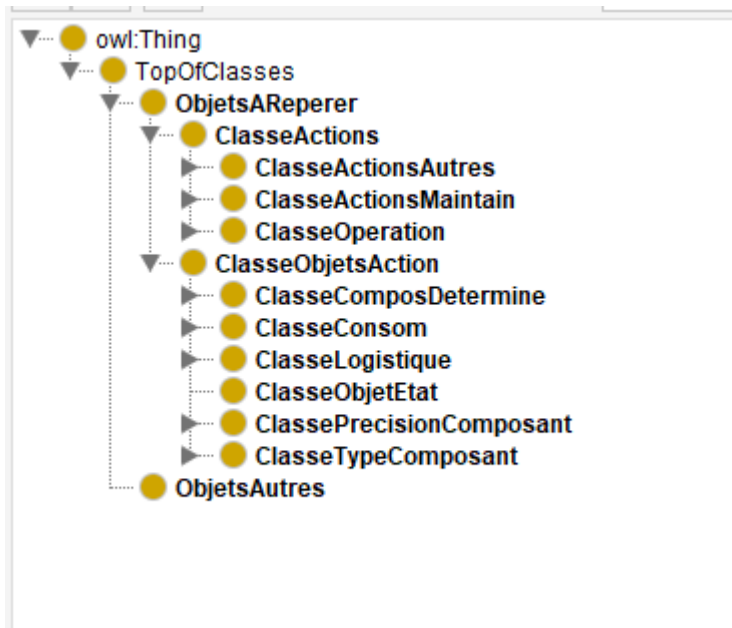 owl:Thing
TopOfClasses
ObjetsAReperer
ClasseActions
ClasseActionsAutres
ClasseActionsMaintain
ClasseOperation
ClasseObjetsAction
ClasseComposDetermine
ClasseConsom
ClasseLogistique
ClasseObjetEtat
ClassePrecisionComposant
ClasseTypeComposant
ObjetsAutres